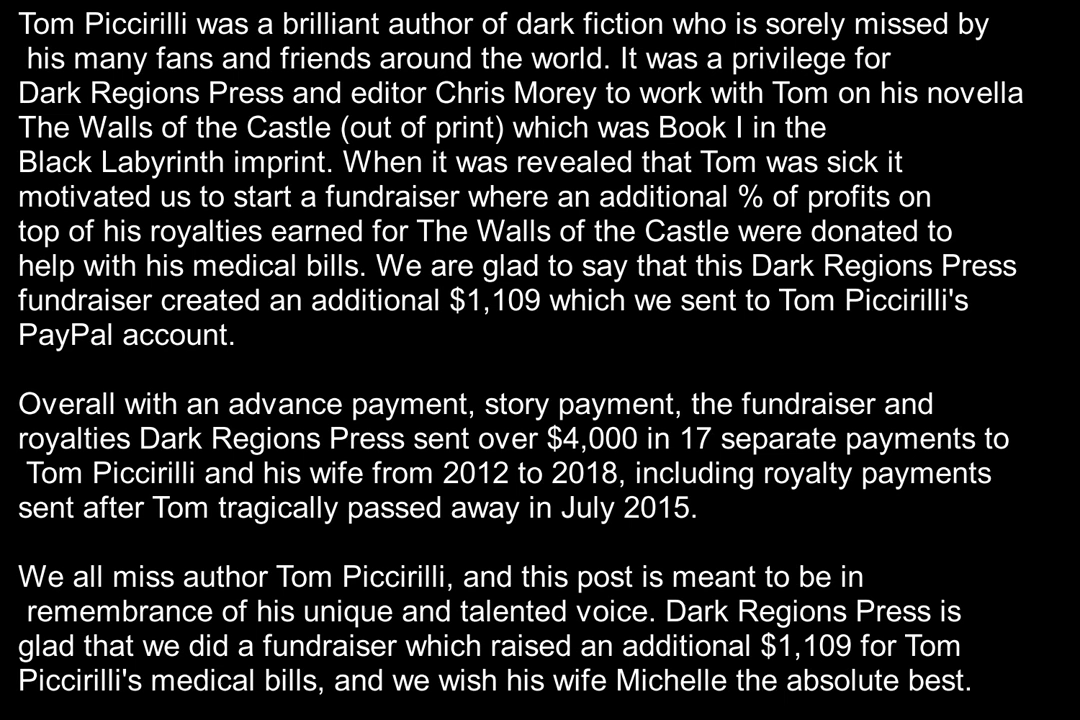 Tom Piccirilli was a brilliant author of dark fiction who is sorely missed by
his many fans and friends around the world. It was a privilege for
Dark Regions Press and editor Chris Morey to work with Tom on his novella
The Walls of the Castle (out of print) which was Book I in the
Black Labyrinth imprint. When it was revealed that Tom was sick it
motivated us to start a fundraiser where an additional % of profits on
top of his royalties earned for The Walls of the Castle were donated to
help with his medical bills. We are glad to say that this Dark Regions Press
fundraiser created an additional $1,109 which we sent to Tom Piccirilli's
PayPal account.

Overall with an advance payment, story payment, the fundraiser and
royalties Dark Regions Press sent over $4,000 in 17 separate payments to
Tom Piccirilli and his wife from 2012 to 2018, including royalty payments
sent after Tom tragically passed away in July 2015.

We all miss author Tom Piccirilli, and this post is meant to be in
remembrance of his unique and talented voice. Dark Regions Press is
glad that we did a fundraiser which raised an additional $1,109 for Tom
Piccirilli's medical bills, and we wish his wife Michelle the absolute best.